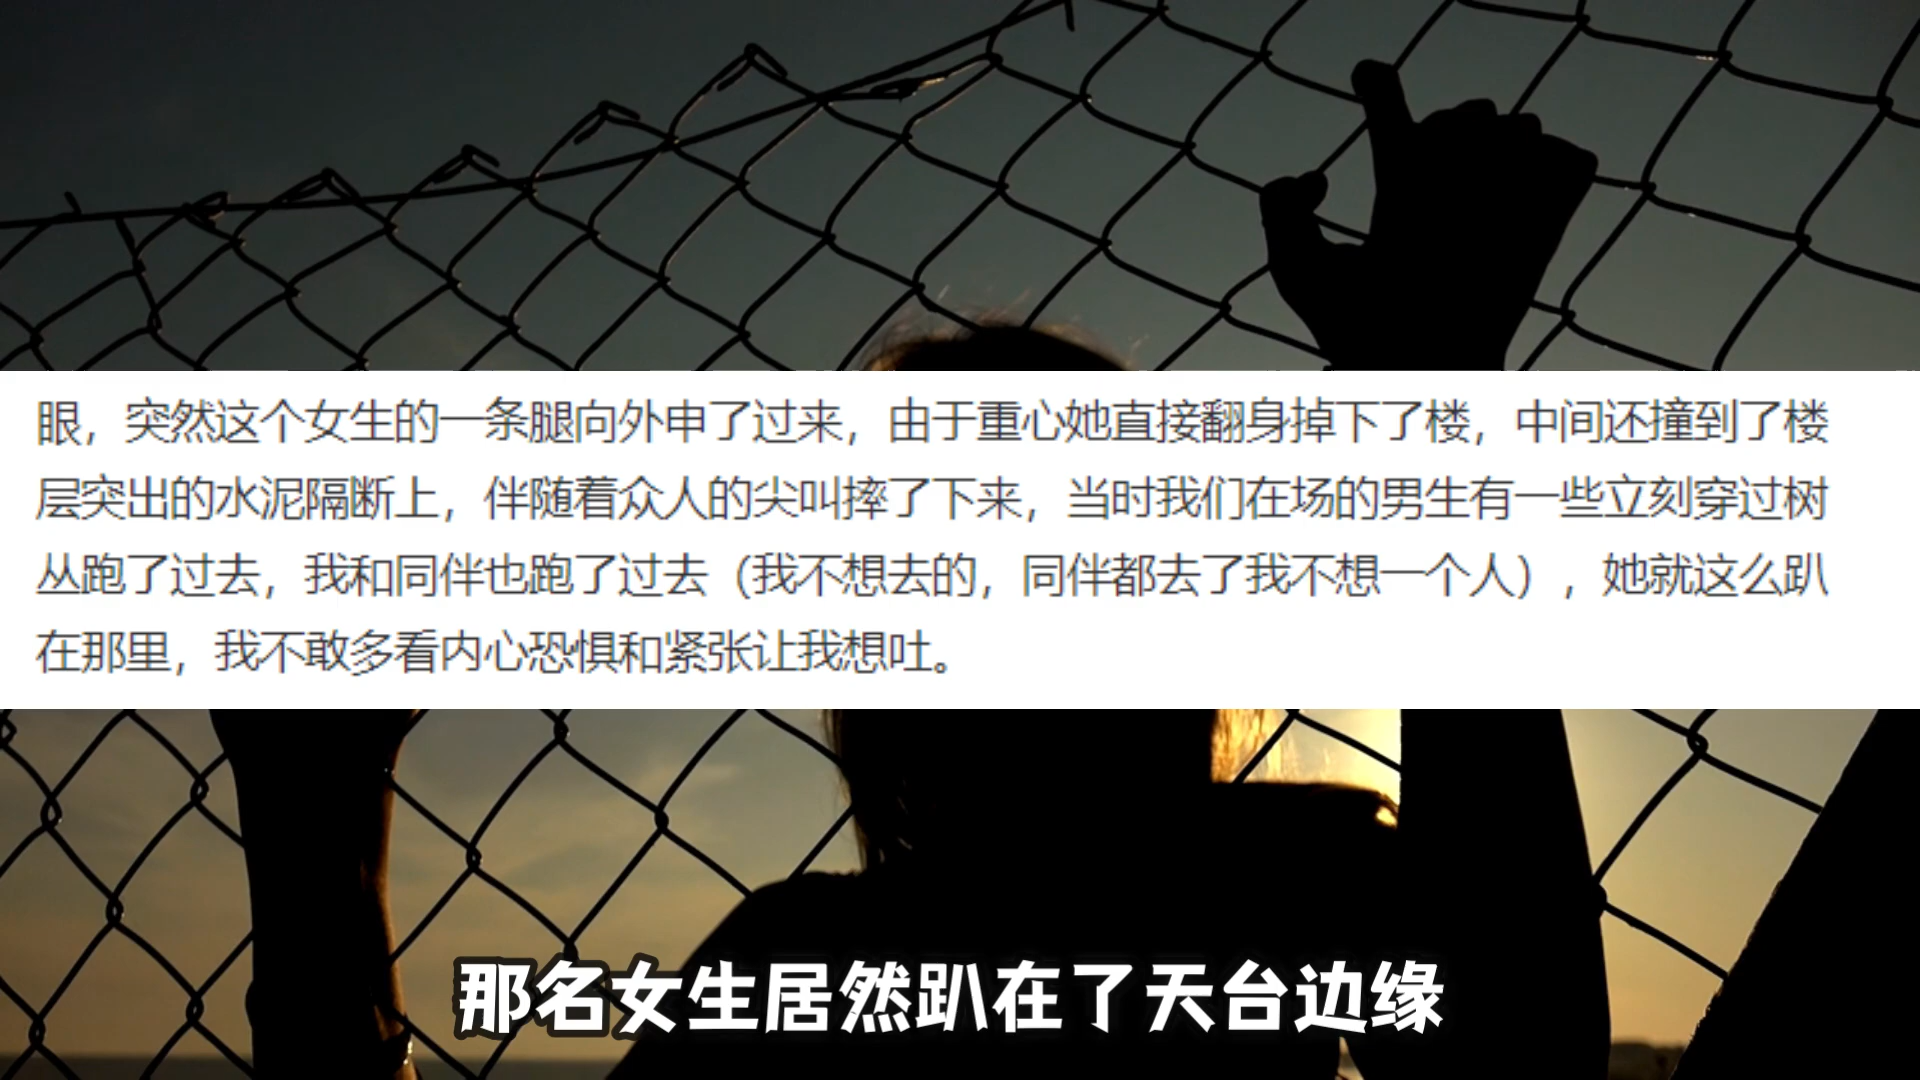 眼，突然这个女生的一条腿向外申了过来，由于重心她直接翻身掉下了楼，中间还撞到了楼
层突出的水泥隔断上，伴随着众人的尖叫摔了下来，当时我们在场的男生有一些立刻穿过树
丛跑了过去，我和同伴也跑了过去（我不想去的，同伴都去了我不想一个人），她就这么趴
在那里，我不敢多看内心恐惧和紧张让我想吐。
那名女生居然趴在了天台边缘